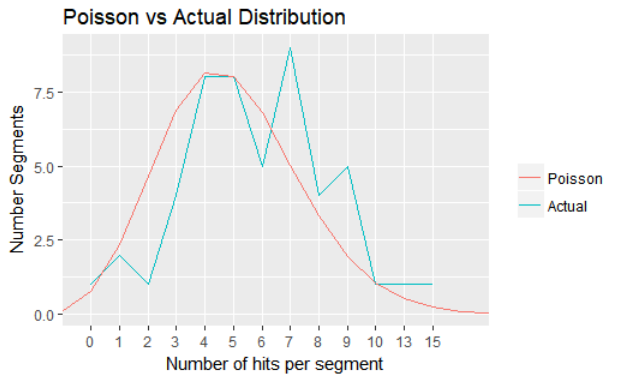 Poisson vs Actual Distribution
Number Segments
7.5
5.0
2.5
0.0
0 1 2 3 4 5 6 7 8 9 10 13 15
Number of hits per segment
Poisson
Actual